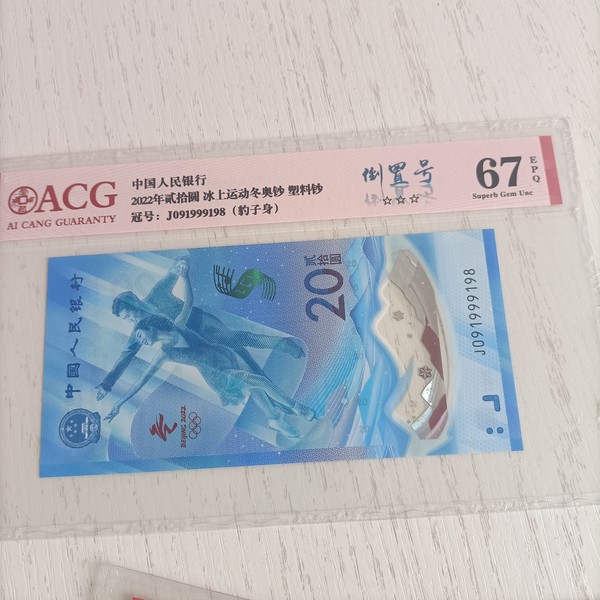 ACG
AI CANG GUARANTY
中国人民银行
2022年贰拾圆 冰上运动冬奥钞 塑料钞
冠号：J091999198（豹子身）
倒置号
☆☆☆
67 EPQ
Superb Gem Unc
中国人民银行
20
贰拾圆
BEIJING 2022
J091999198